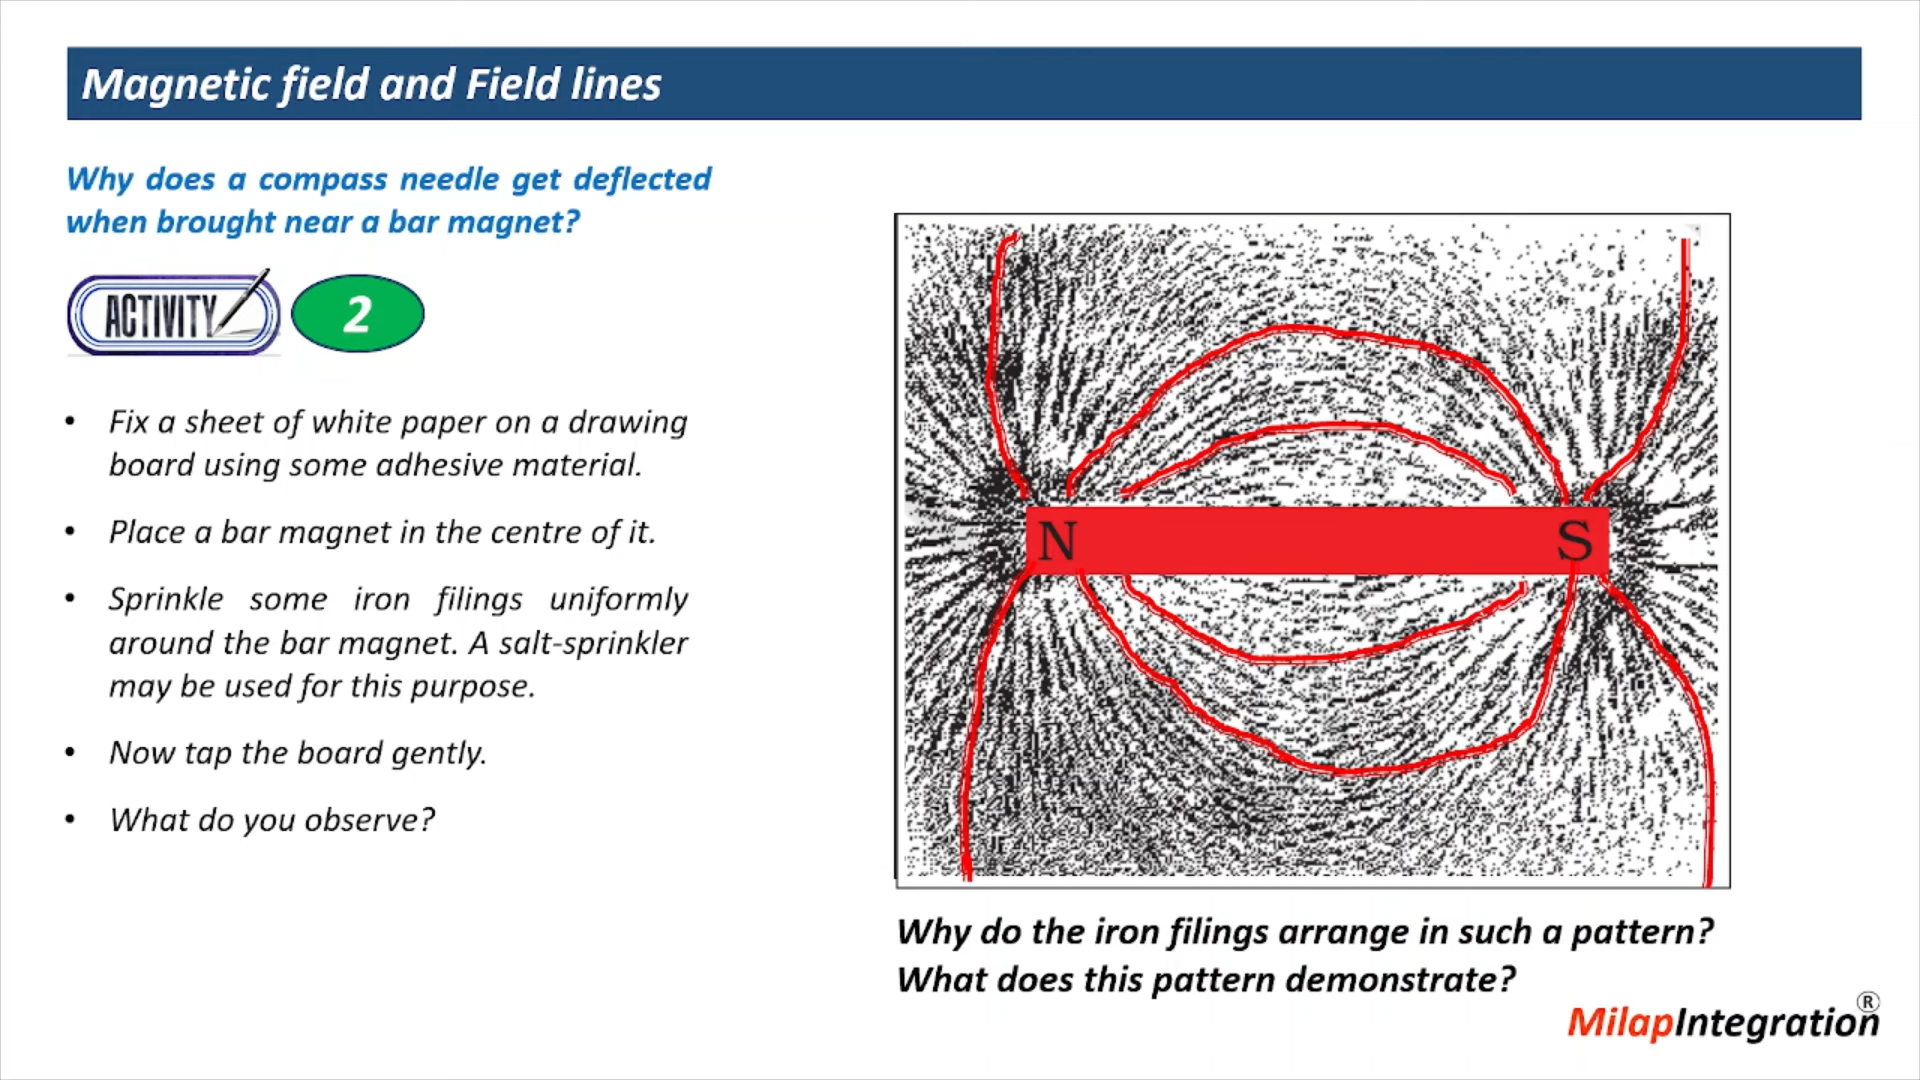 Magnetic field and Field lines
Why does a compass needle get deflected
when brought near a bar magnet?
ACTIVITY 2
• Fix a sheet of white paper on a drawing
board using some adhesive material.
• Place a bar magnet in the centre of it.
• Sprinkle some iron filings uniformly
around the bar magnet. A salt-sprinkler
may be used for this purpose.
• Now tap the board gently.
• What do you observe?
N S
Why do the iron filings arrange in such a pattern?
What does this pattern demonstrate?
MilapIntegration®